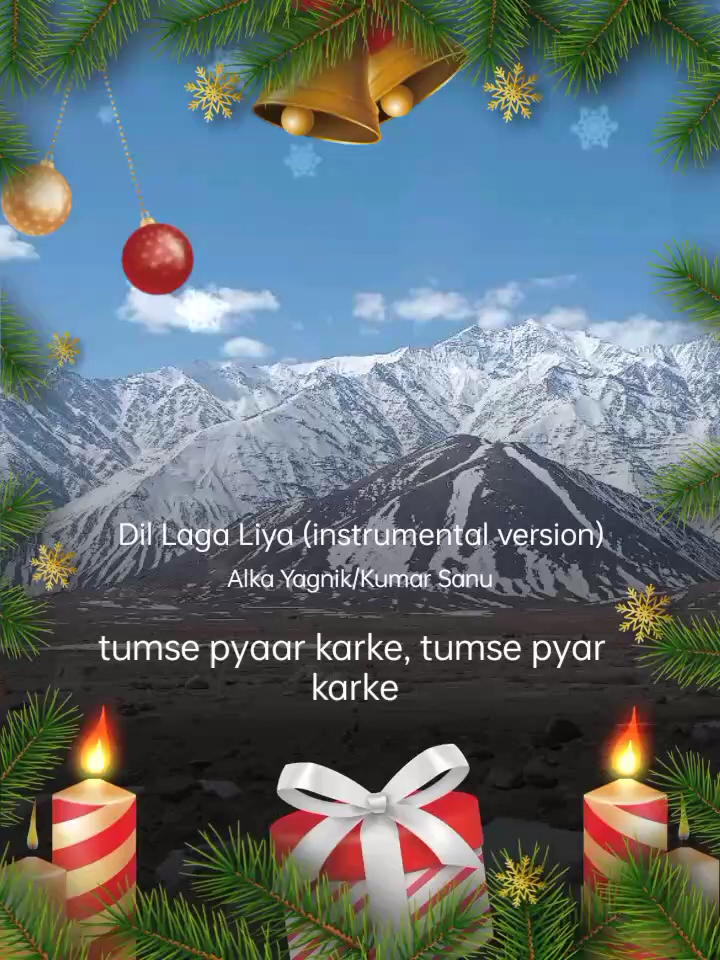 Dil Laga Liya (instrumental version)
Alka Yagnik/Kumar Sanu
tumse pyaar karke, tumse pyar
karke